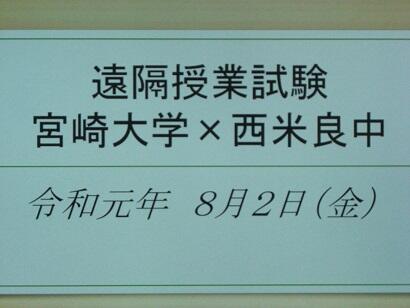 遠隔授業試験
宮崎大学×西米良中
令和元年　８月２日（金）